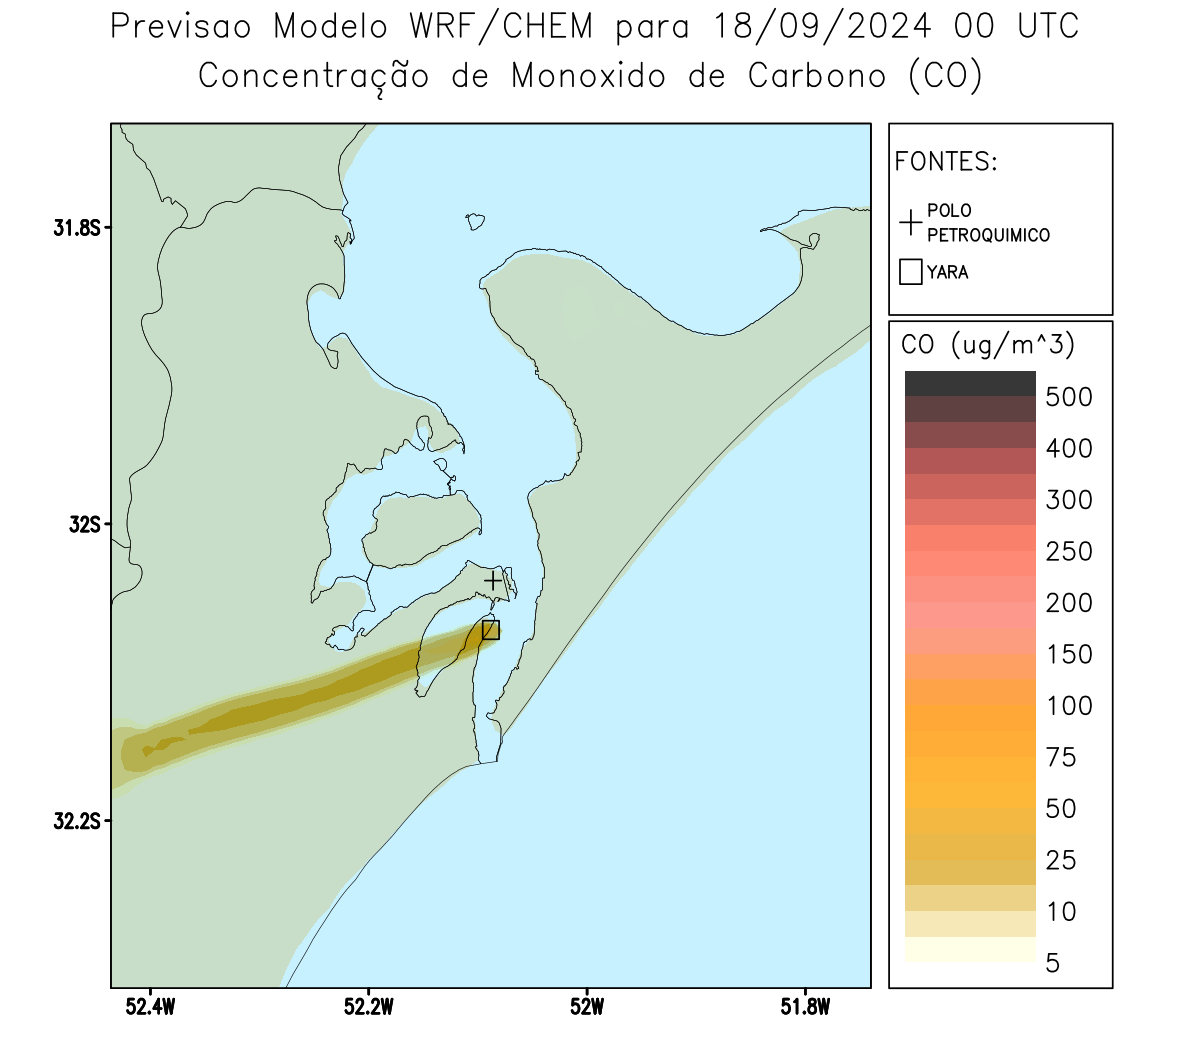 Previsao Modelo WRF/CHEM para 18/09/2024 00 UTC
Concentração de Monoxido de Carbono (CO)
FONTES:
POLO
PETROQUIMICO
YARA
31.8S
32S
32.2S
52.4W
52.2W
52W
51.8W
CO (ug/m^3)
500
400
300
250
200
150
100
75
50
25
10
5